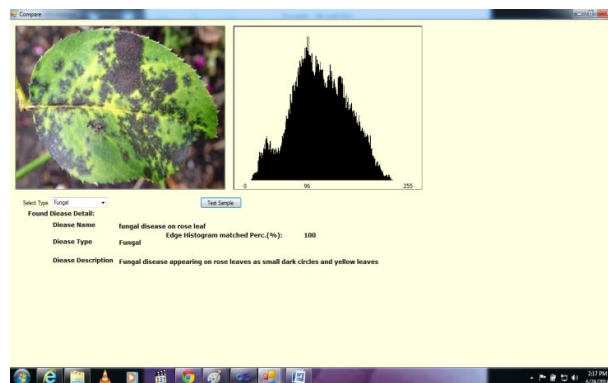 Compare
0 96 255
Select Type Fungal Test Sample
Found Diease Detail:
Diease Name fungal disease on rose leaf
Edge Histogram matched Perc.(%): 100
Diease Type Fungal
Diease Description Fungal disease appearing on rose leaves as small dark circles and yellow leaves
2:17 PM